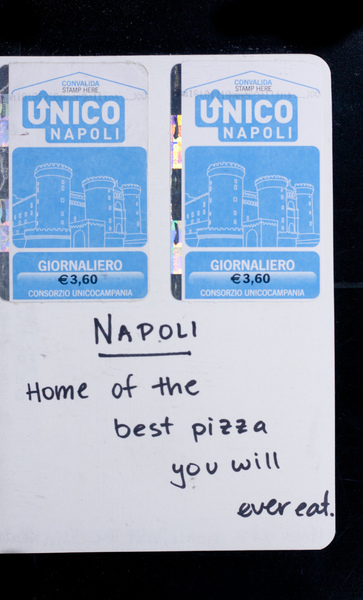 CONVALIDA
STAMP HERE
UNICO
NAPOLI
GIORNALIERO
€3,60
CONSORZIO UNICOCAMPANIA
CONVALIDA
STAMP HERE
UNICO
NAPOLI
GIORNALIERO
€3,60
CONSORZIO UNICOCAMPANIA
NAPOLI
Home of the
best pizza
you will
ever eat.